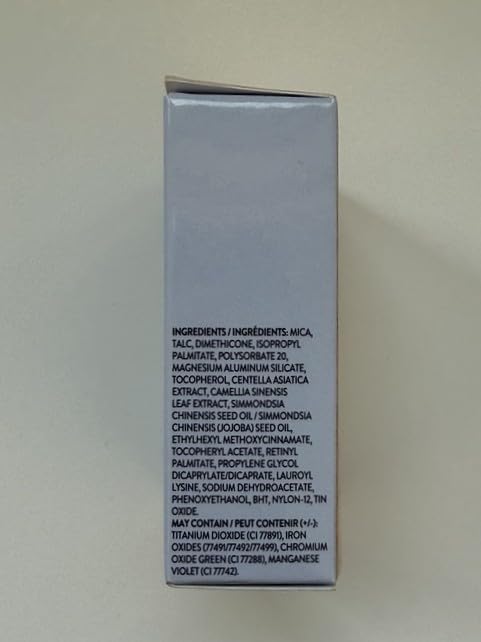 INGREDIENTS / INGRÉDIENTS: MICA,
TALC, DIMETHICONE, ISOPROPYL
PALMITATE, POLYSORBATE 20,
MAGNESIUM ALUMINUM SILICATE,
TOCOPHEROL, CENTELLA ASIATICA
EXTRACT, CAMELLIA SINENSIS
LEAF EXTRACT, SIMMONDSIA
CHINENSIS SEED OIL / SIMMONDSIA
CHINENSIS (JOJOBA) SEED OIL,
ETHYLHEXYL METHOXYCINNAMATE,
TOCOPHERYL ACETATE, RETINYL
PALMITATE, PROPYLENE GLYCOL
DICAPRYLATE/DICAPRATE, LAUROYL
LYSINE, SODIUM DEHYDROACETATE,
PHENOXYETHANOL, BHT, NYLON-12, TIN
OXIDE.
MAY CONTAIN / PEUT CONTENIR (+/-):
TITANIUM DIOXIDE (CI 77891), IRON
OXIDES (77491/77492/77499), CHROMIUM
OXIDE GREEN (CI 77288), MANGANESE
VIOLET (CI 77742).